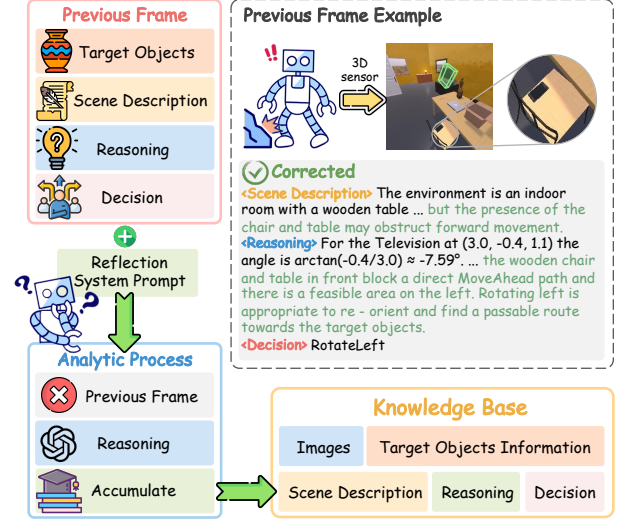 Previous Frame
Target Objects
Scene Description
Reasoning
Decision
Reflection
System Prompt
? ?
Analytic Process
Previous Frame
Reasoning
Accumulate
Previous Frame Example
!!
3D
sensor
Corrected
<Scene Description> The environment is an indoor
room with a wooden table ... but the presence of the
chair and table may obstruct forward movement.
<Reasoning> For the Television at (3.0, -0.4, 1.1) the
angle is arctan(-0.4/3.0) ≈ -7.59°. ... the wooden chair
and table in front block a direct MoveAhead path and
there is a feasible area on the left. Rotating left is
appropriate to re - orient and find a passable route
towards the target objects.
<Decision> RotateLeft
Knowledge Base
Images
Target Objects Information
Scene Description
Reasoning
Decision